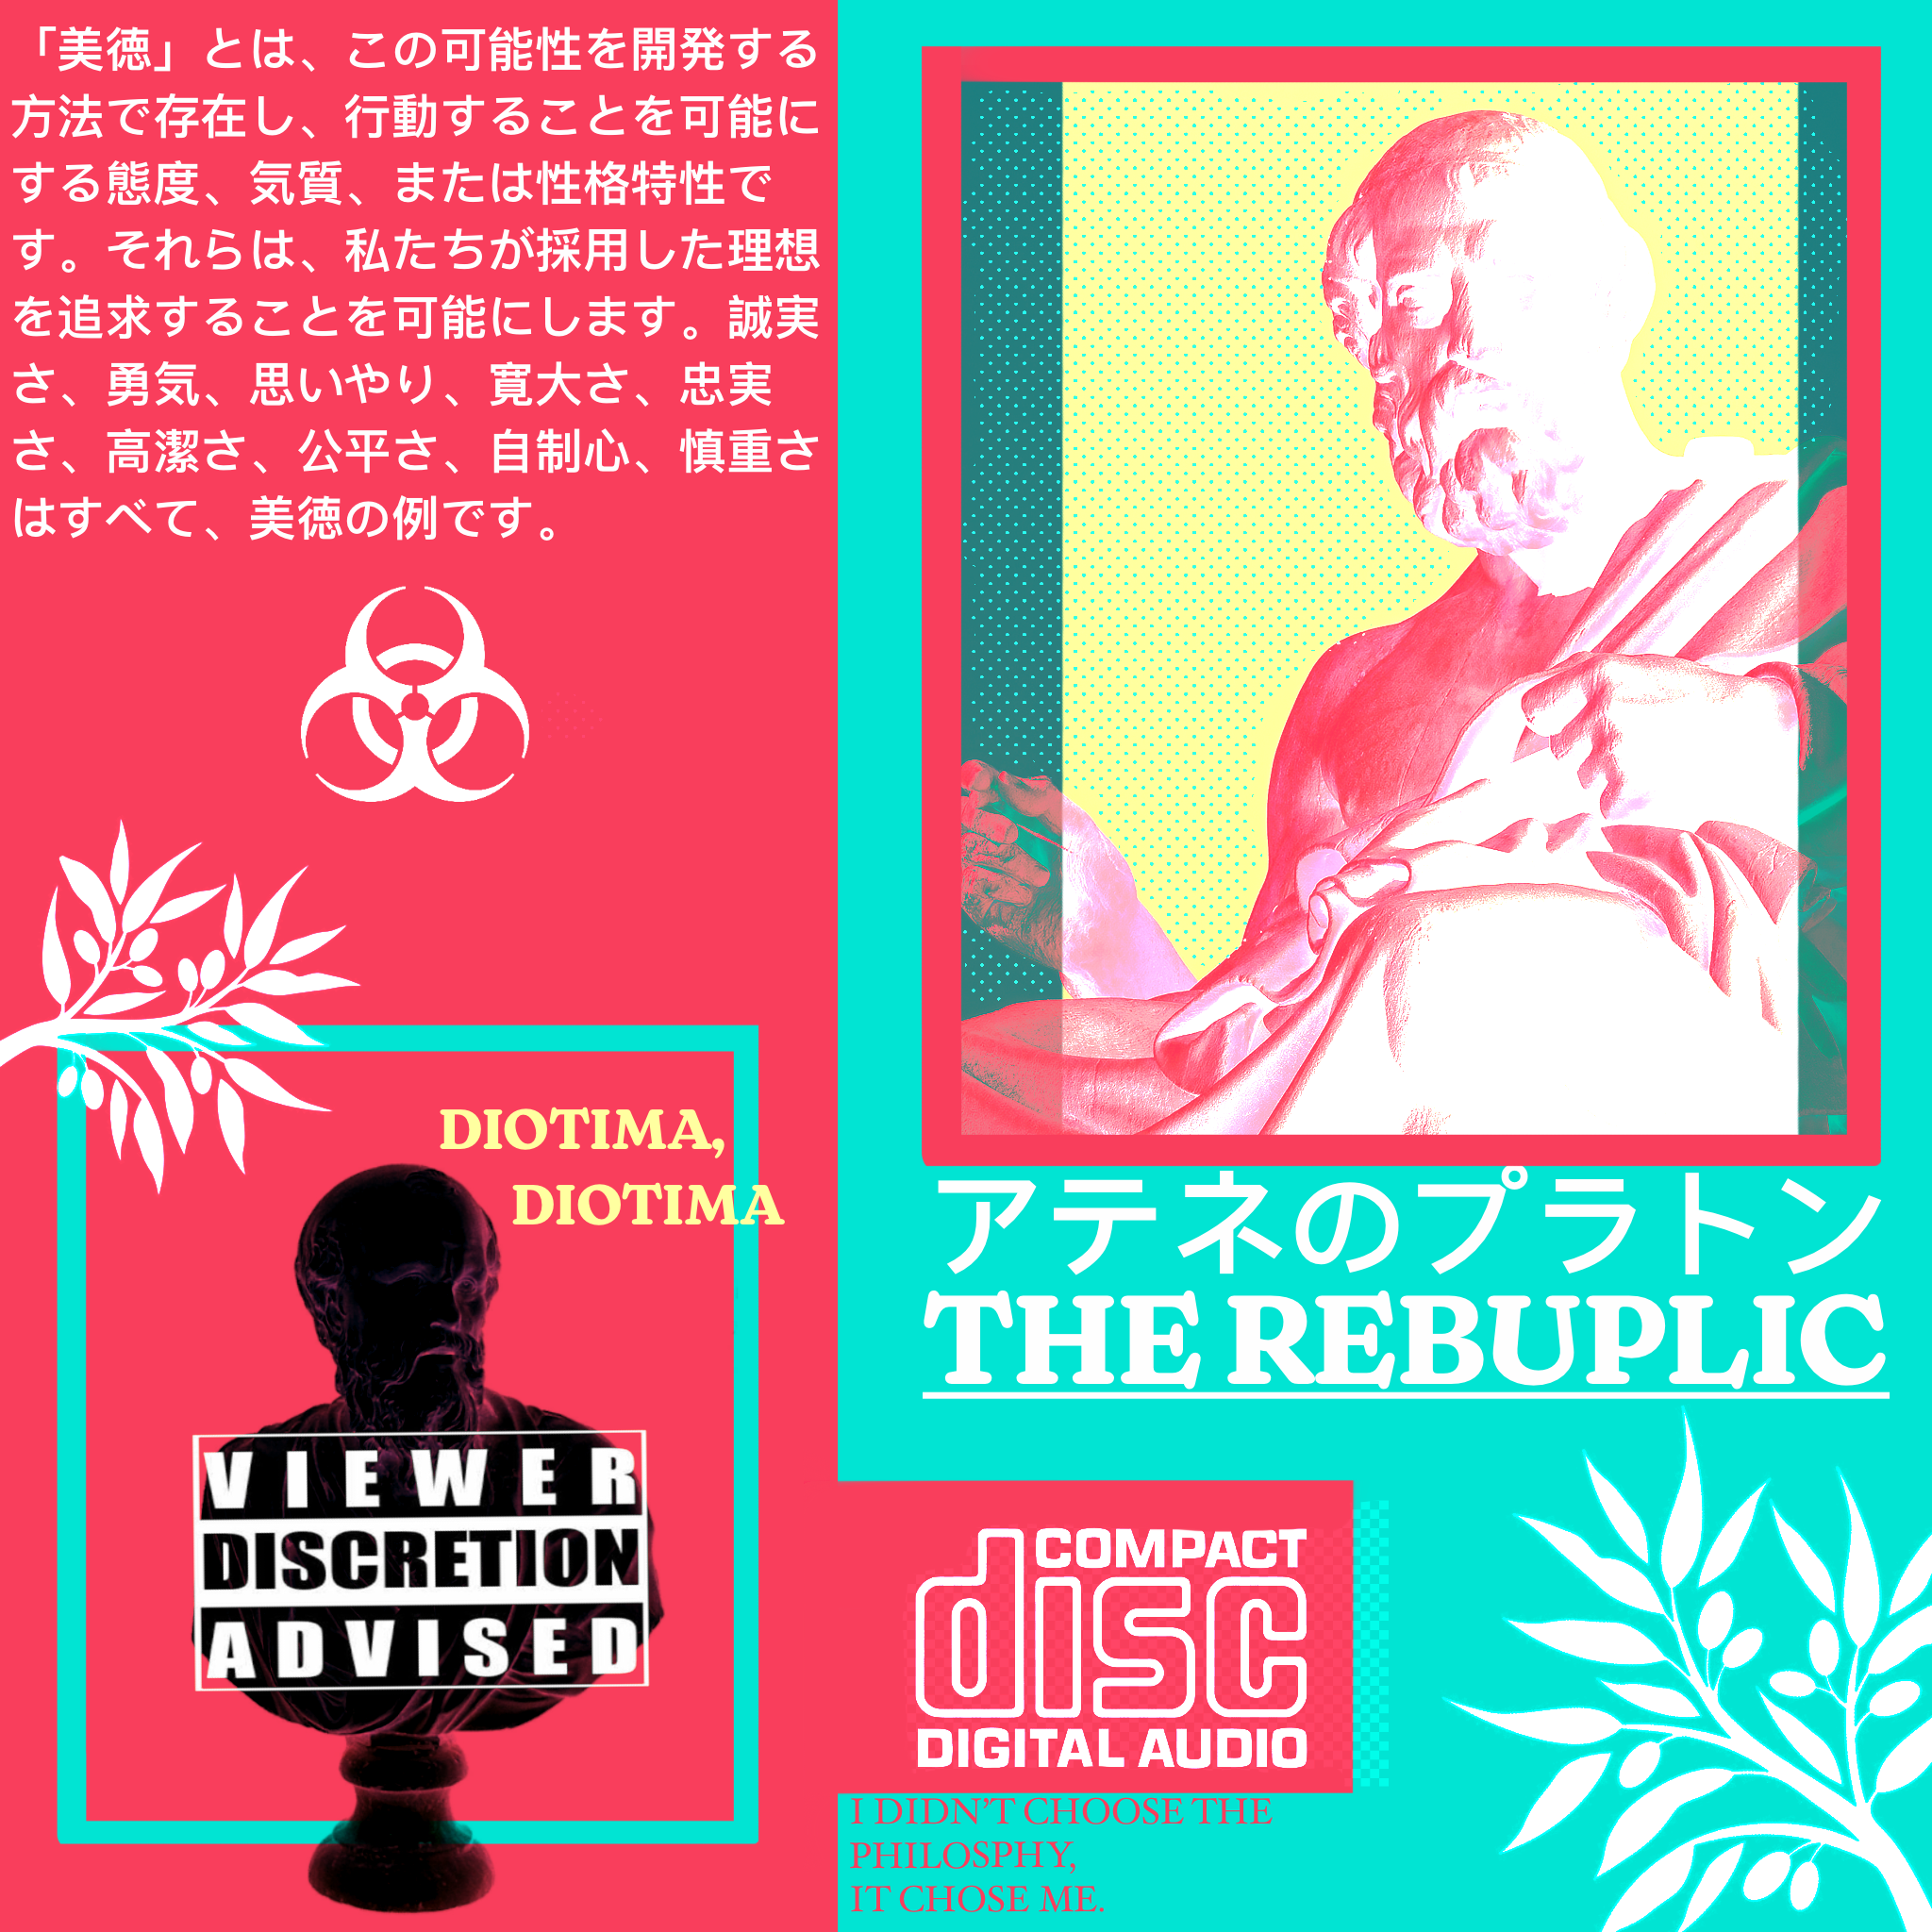 「美徳」とは、この可能性を開発する
方法で存在し、行動することを可能に
する態度、気質、または性格特性で
す。それらは、私たちが採用した理想
を追求することを可能にします。誠実
さ、勇気、思いやり、寛大さ、忠実
さ、高潔さ、公平さ、自制心、慎重さ
はすべて、美徳の例です。
DIOTIMA,
DIOTIMA
VIEWER
DISCRETION
ADVISED
アテネのプラトン
THE REBUPLIC
COMPACT
disc
DIGITAL AUDIO
I DIDN'T CHOOSE THE
PHILOSPHY,
IT CHOSE ME.